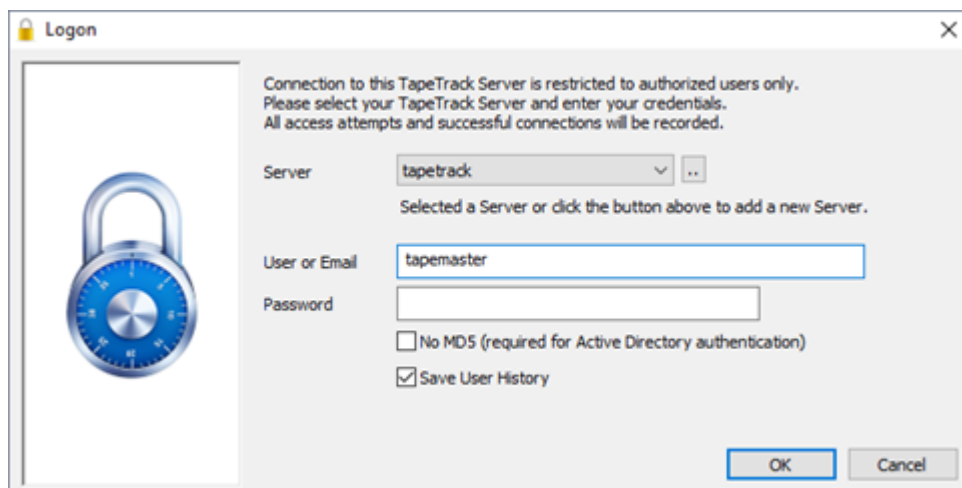 Logon
Connection to this TapeTrack Server is restricted to authorized users only.
Please select your TapeTrack Server and enter your credentials.
All access attempts and successful connections will be recorded.
Server
tapetrack
..
Selected a Server or click the button above to add a new Server.
User or Email
tapemaster
Password
No MD5 (required for Active Directory authentication)
Save User History
OK
Cancel